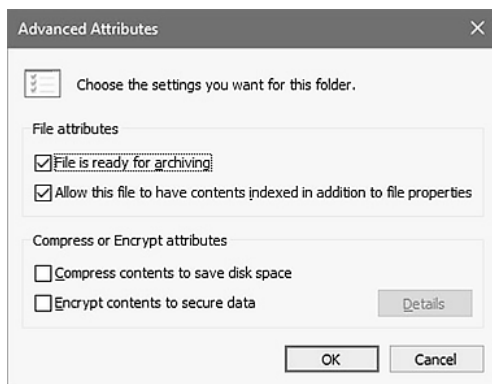 Advanced Attributes
Choose the settings you want for this folder.
File attributes
File is ready for archiving
Allow this file to have contents indexed in addition to file properties
Compress or Encrypt attributes
Compress contents to save disk space
Encrypt contents to secure data
Details
OK
Cancel